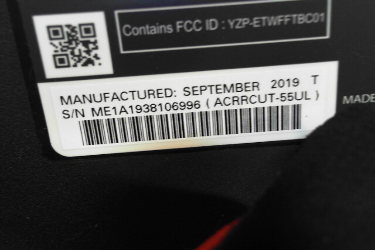 Contains FCC ID : YZP-ETWFFTBC01
MANUFACTURED: SEPTEMBER 2019 T
S/N ME1A1938106996 ( ACRRCUT-55UL )
MADE